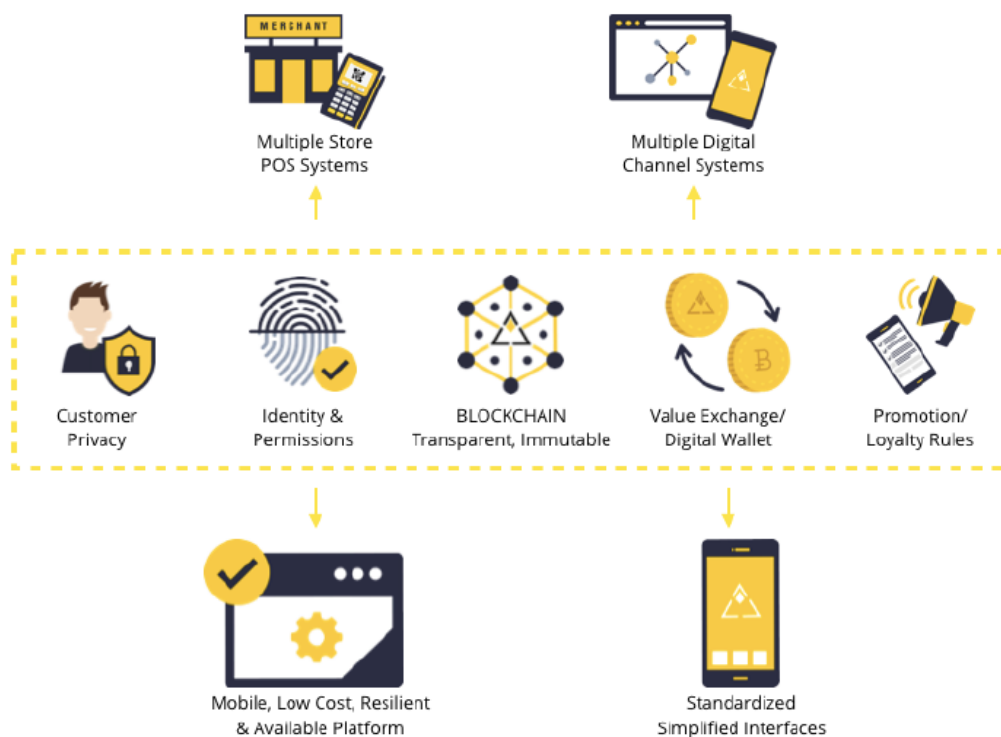 MERCHANT
Multiple Store
POS Systems
Multiple Digital
Channel Systems
Customer
Privacy
Identity &
Permissions
BLOCKCHAIN
Transparent, Immutable
Value Exchange/
Digital Wallet
Promotion/
Loyalty Rules
Mobile, Low Cost, Resilient
& Available Platform
Standardized
Simplified Interfaces